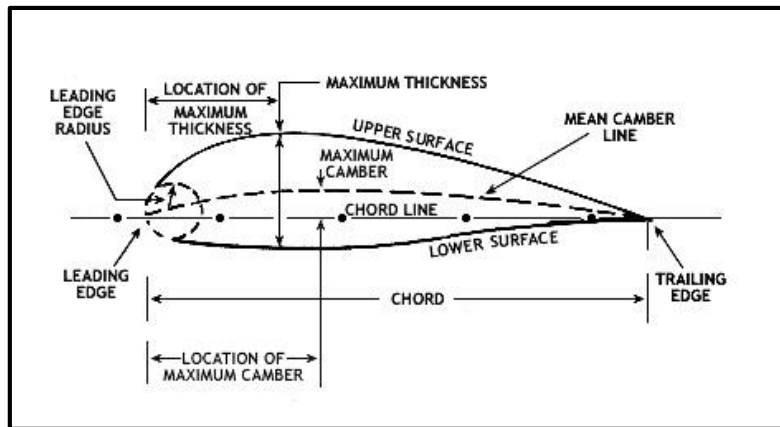 LOCATION OF
MAXIMUM
THICKNESS
MAXIMUM THICKNESS
LEADING
EDGE
RADIUS
UPPER SURFACE
MEAN CAMBER
LINE
MAXIMUM
CAMBER
CHORD LINE
LOWER SURFACE
LEADING
EDGE
TRAILING
EDGE
CHORD
LOCATION OF
MAXIMUM CAMBER